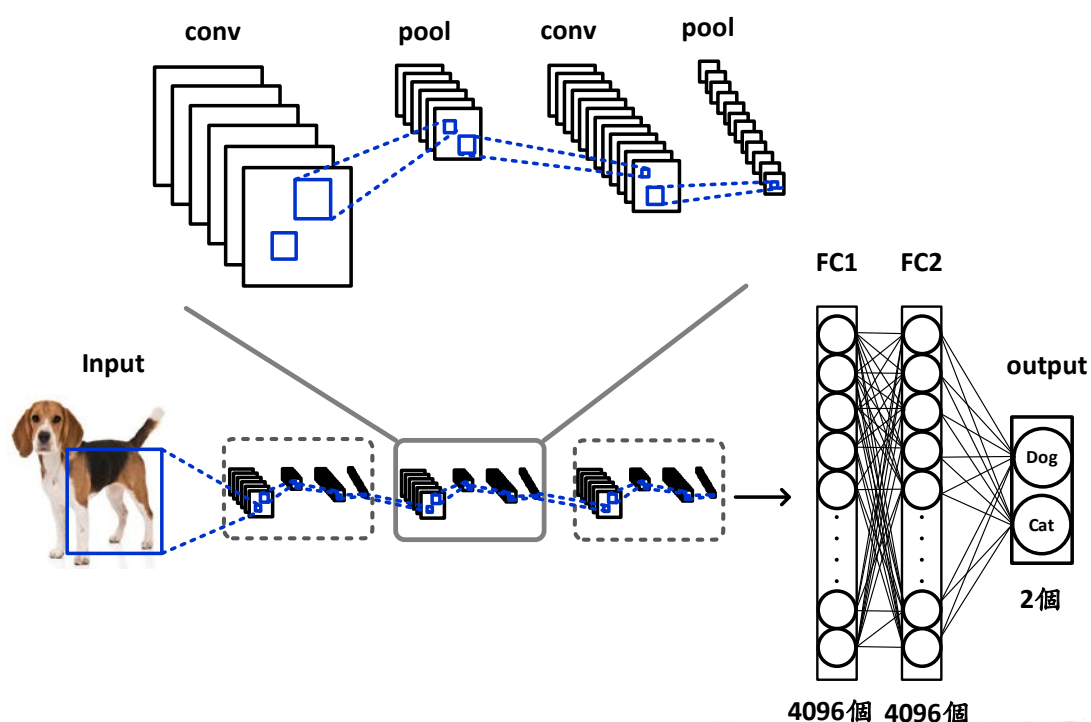 conv pool conv pool
FC1 FC2
Input
output
Dog
Cat
2個
4096個 4096個